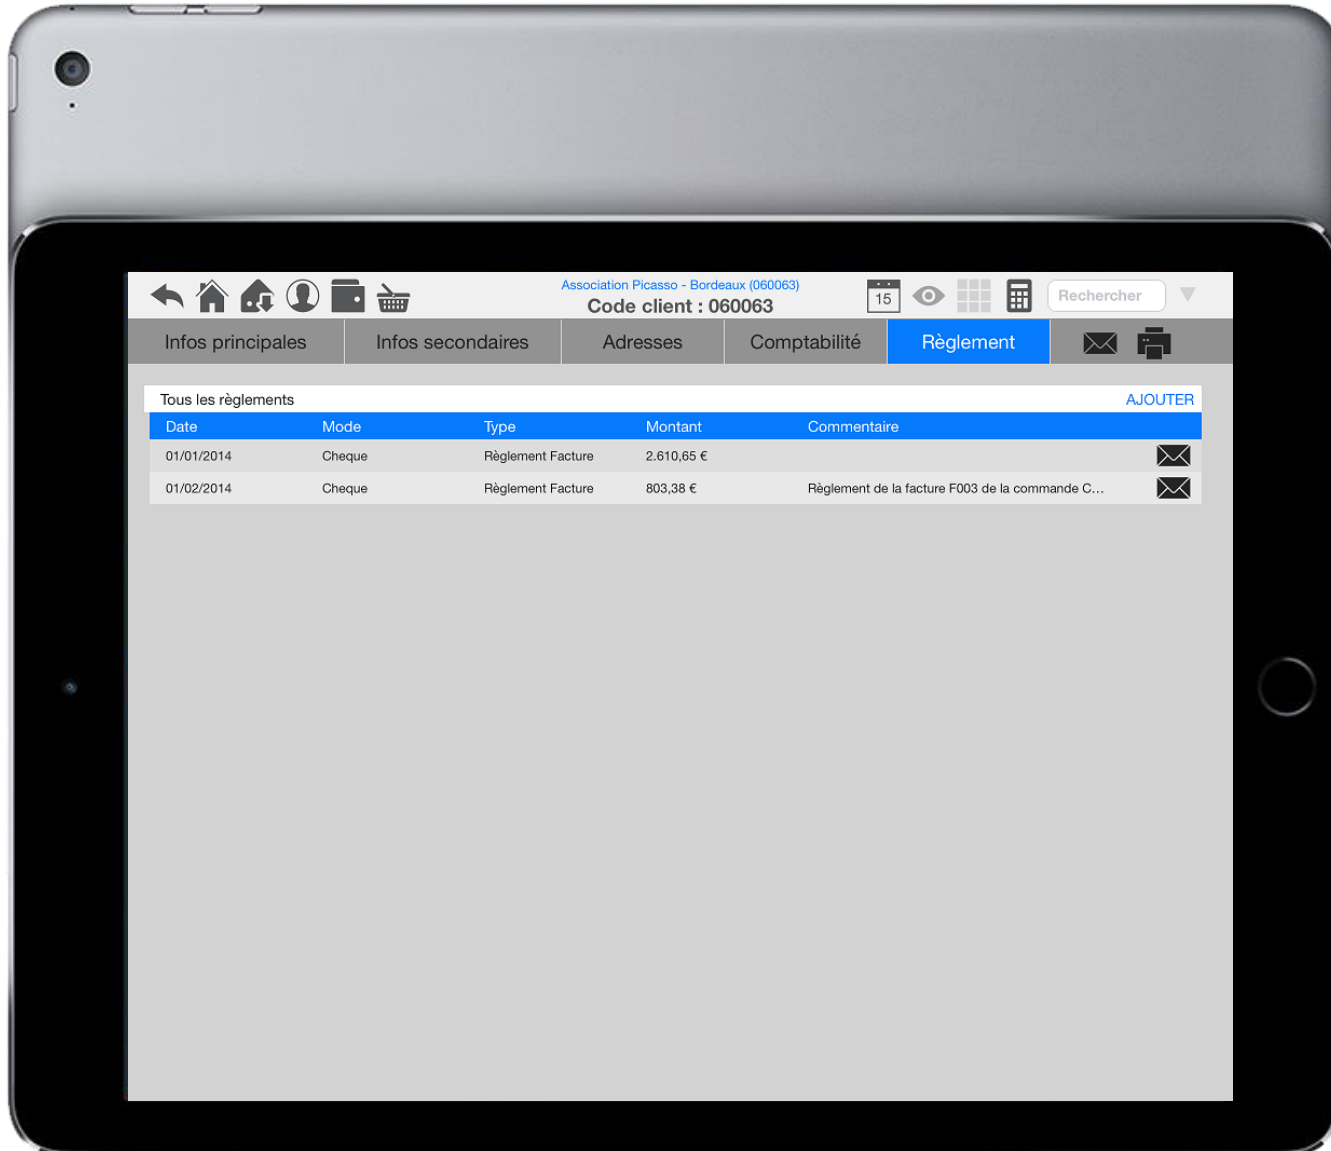 Association Picasso - Bordeaux (060063)
Code client : 060063
15
Rechercher
Infos principales Infos secondaires Adresses Comptabilité Règlement
Tous les règlements AJOUTER
Date Mode Type Montant Commentaire
01/01/2014 Cheque Règlement Facture 2.610,65 €
01/02/2014 Cheque Règlement Facture 803,38 € Règlement de la facture F003 de la commande C...